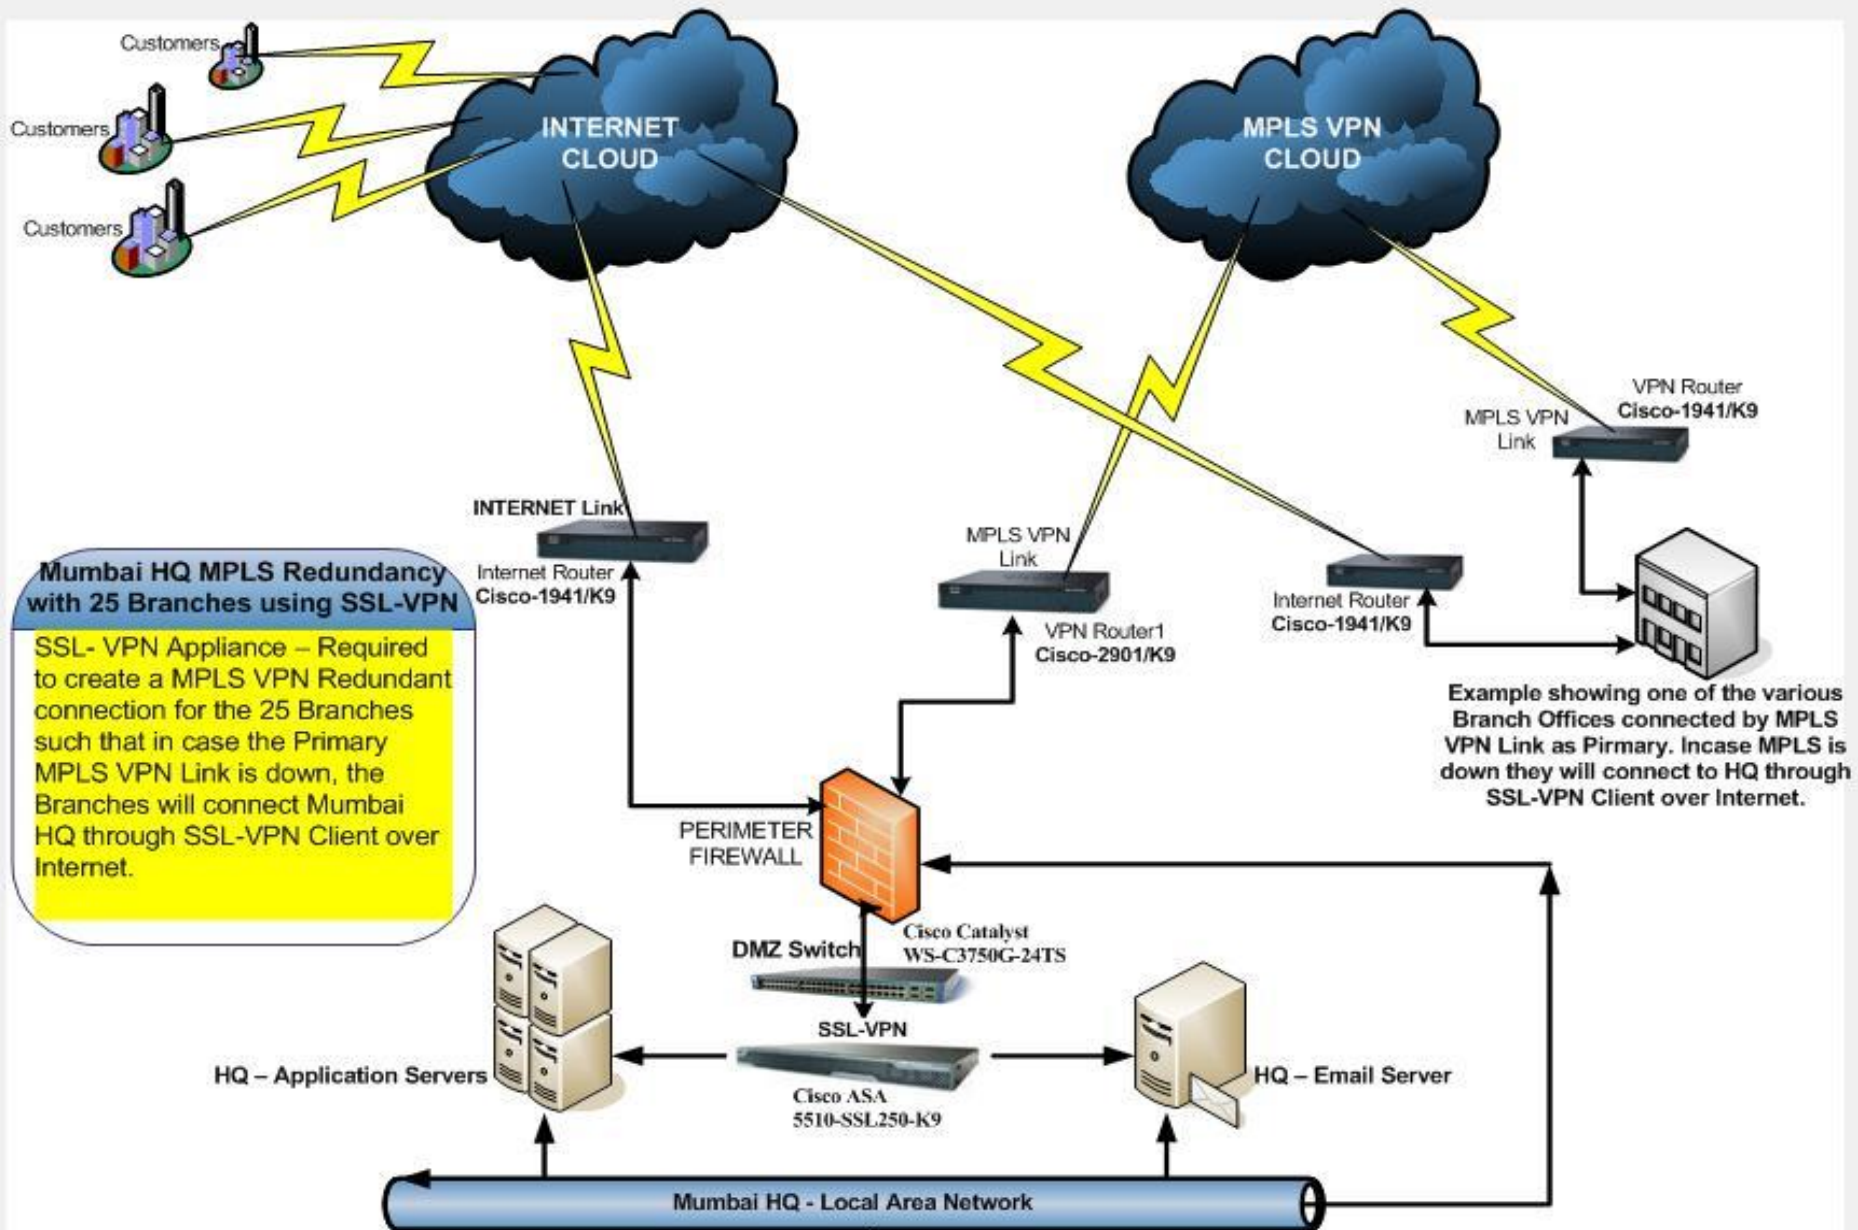 Customers
Customers
Customers
INTERNET
CLOUD
MPLS VPN
CLOUD
VPN Router
Cisco-1941/K9
MPLS VPN
Link
INTERNET Link
Internet Router
Cisco-1941/K9
MPLS VPN
Link
VPN Router1
Cisco-2901/K9
Internet Router
Cisco-1941/K9
Mumbai HQ MPLS Redundancy
with 25 Branches using SSL-VPN
SSL- VPN Appliance – Required
to create a MPLS VPN Redundant
connection for the 25 Branches
such that in case the Primary
MPLS VPN Link is down, the
Branches will connect Mumbai
HQ through SSL-VPN Client over
Internet.
Example showing one of the various
Branch Offices connected by MPLS
VPN Link as Pirmary. Incase MPLS is
down they will connect to HQ through
SSL-VPN Client over Internet.
PERIMETER
FIREWALL
DMZ Switch
Cisco Catalyst
WS-C3750G-24TS
SSL-VPN
HQ – Application Servers
HQ – Email Server
Cisco ASA
5510-SSL250-K9
Mumbai HQ - Local Area Network